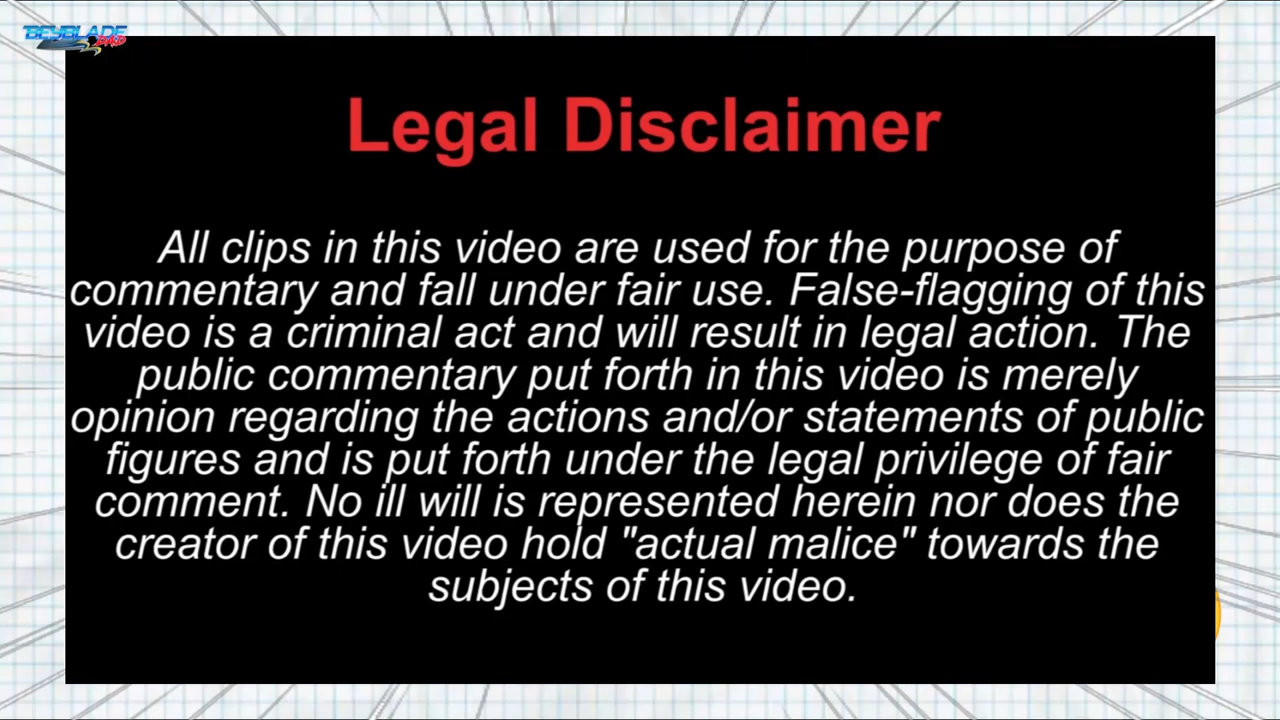 BEYBLADE
DAD
Legal Disclaimer
All clips in this video are used for the purpose of
commentary and fall under fair use. False-flagging of this
video is a criminal act and will result in legal action. The
public commentary put forth in this video is merely
opinion regarding the actions and/or statements of public
figures and is put forth under the legal privilege of fair
comment. No ill will is represented herein nor does the
creator of this video hold "actual malice" towards the
subjects of this video.